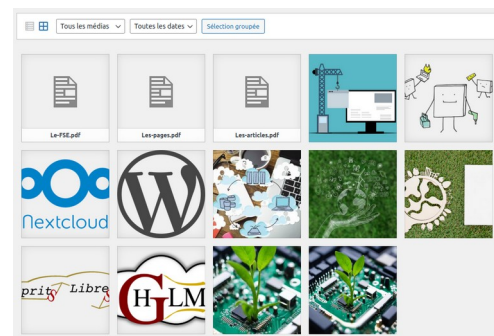 Tous les médias
Toutes les dates
Sélection groupée
Le-FSE.pdf
Les-pages.pdf
Les-articles.pdf
Nextcloud
W
prits Libre
HLM